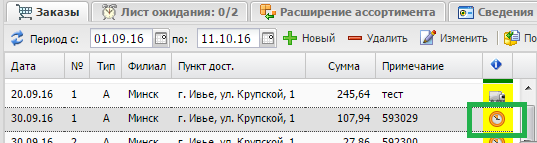 Заказы Лист ожидания: 0/2 Расширение ассортимента Сведения
Период с: 01.09.16 по: 11.10.16 Новый Удалить Изменить По
Дата № Тип Филиал Пункт дост. Сумма Примечание
20.09.16 1 А Минск г. Ивье, ул. Крупской, 1 245,64 тест
30.09.16 1 А Минск г. Ивье, ул. Крупской, 1 107,94 593029
30.09.16 2 А Минск г. Ивье, ул. Крупской, 1 27,86 592300